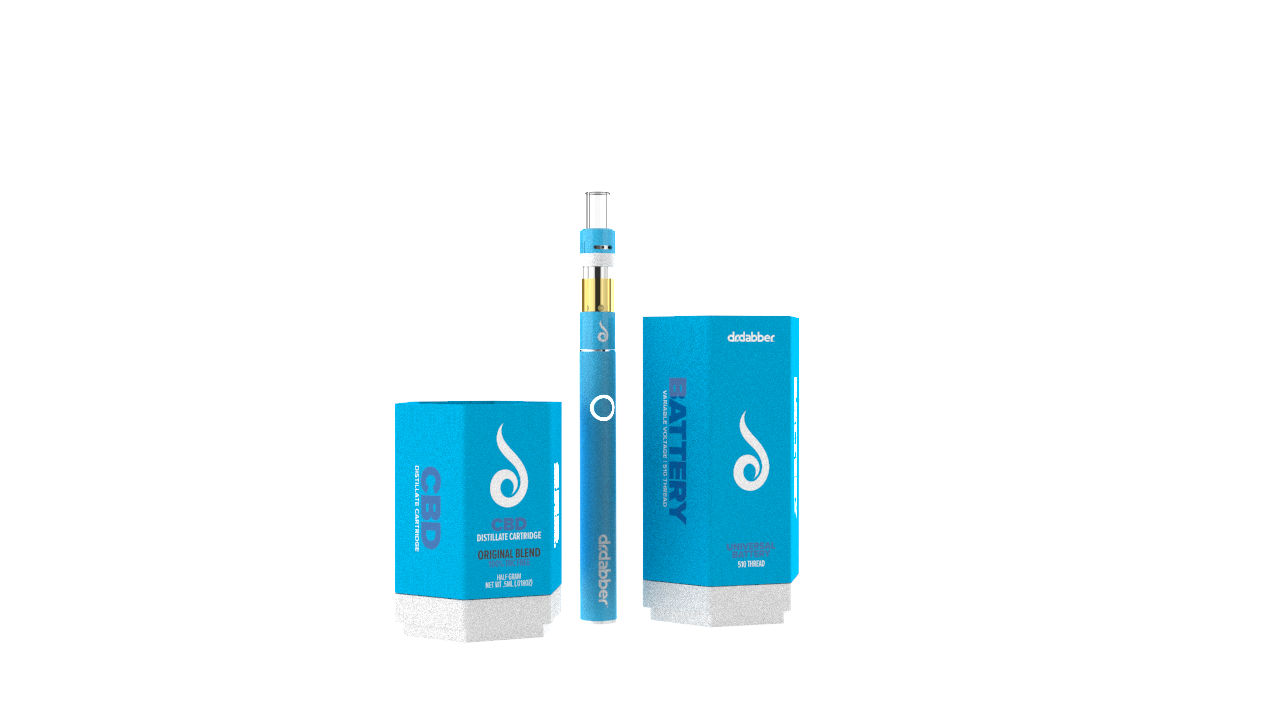 CBD
DISTILLATE CARTRIDGE
CBD
DISTILLATE CARTRIDGE
ORIGINAL BLEND
HALF GRAM
drdabber
BATTERY
VARIABLE VOLTAGE | 510 THREAD
drdabber
UNIVERSAL
BATTERY
510 THREAD